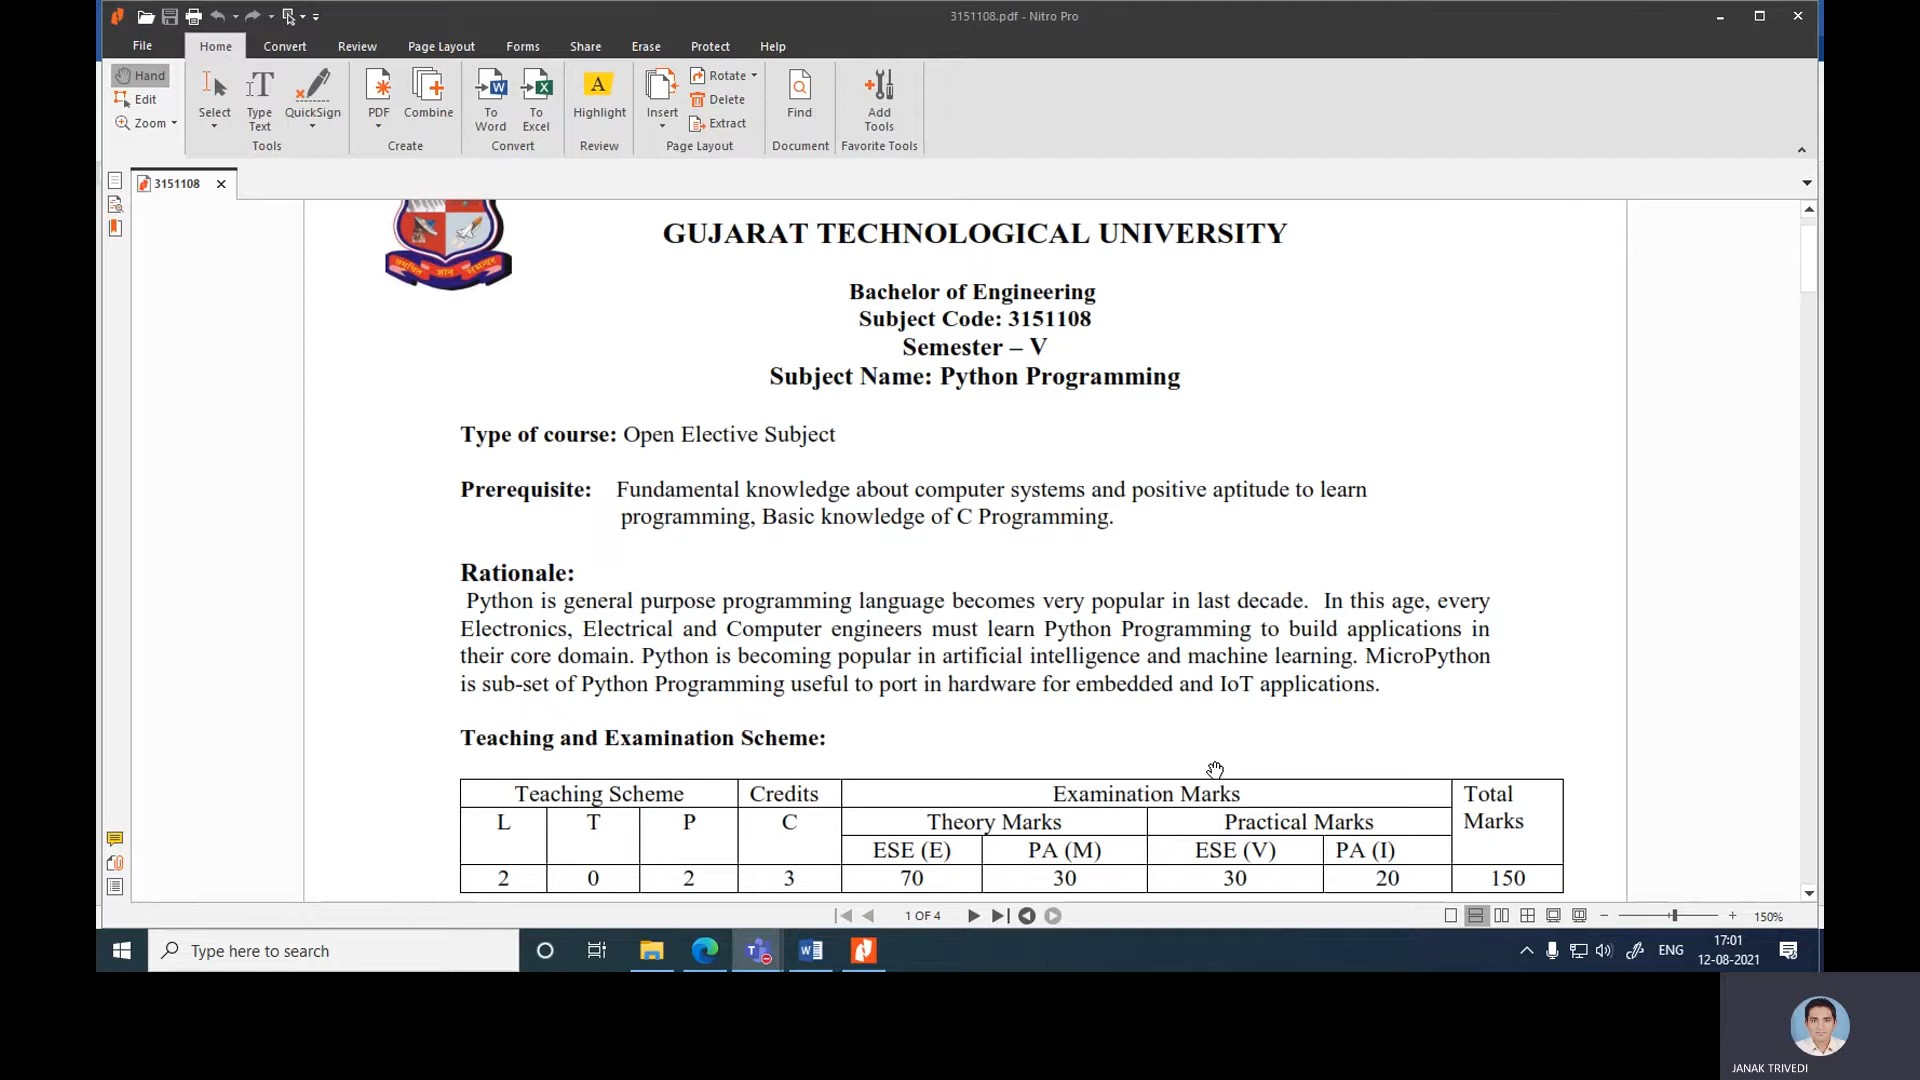 3151108.pdf - Nitro Pro
File Home Convert Review Page Layout Forms Share Erase Protect Help
Hand
Edit
Zoom
Select
Type Text
QuickSign
Tools
PDF
Combine
Create
To Word
To Excel
Convert
Highlight
Review
Insert
Rotate
Delete
Extract
Page Layout
Find
Document
Add Tools
Favorite Tools
3151108
GUJARAT TECHNOLOGICAL UNIVERSITY
Bachelor of Engineering
Subject Code: 3151108
Semester – V
Subject Name: Python Programming
Type of course: Open Elective Subject
Prerequisite: Fundamental knowledge about computer systems and positive aptitude to learn
programming, Basic knowledge of C Programming.
Rationale:
Python is general purpose programming language becomes very popular in last decade. In this age, every
Electronics, Electrical and Computer engineers must learn Python Programming to build applications in
their core domain. Python is becoming popular in artificial intelligence and machine learning. MicroPython
is sub-set of Python Programming useful to port in hardware for embedded and IoT applications.
Teaching and Examination Scheme:
Teaching Scheme Credits Examination Marks Total
L T P C Theory Marks Practical Marks Marks
ESE (E) PA (M) ESE (V) PA (I)
2 0 2 3 70 30 30 20 150
1 OF 4
150%
Type here to search
ENG
17:01
12-08-2021
JANAK TRIVEDI